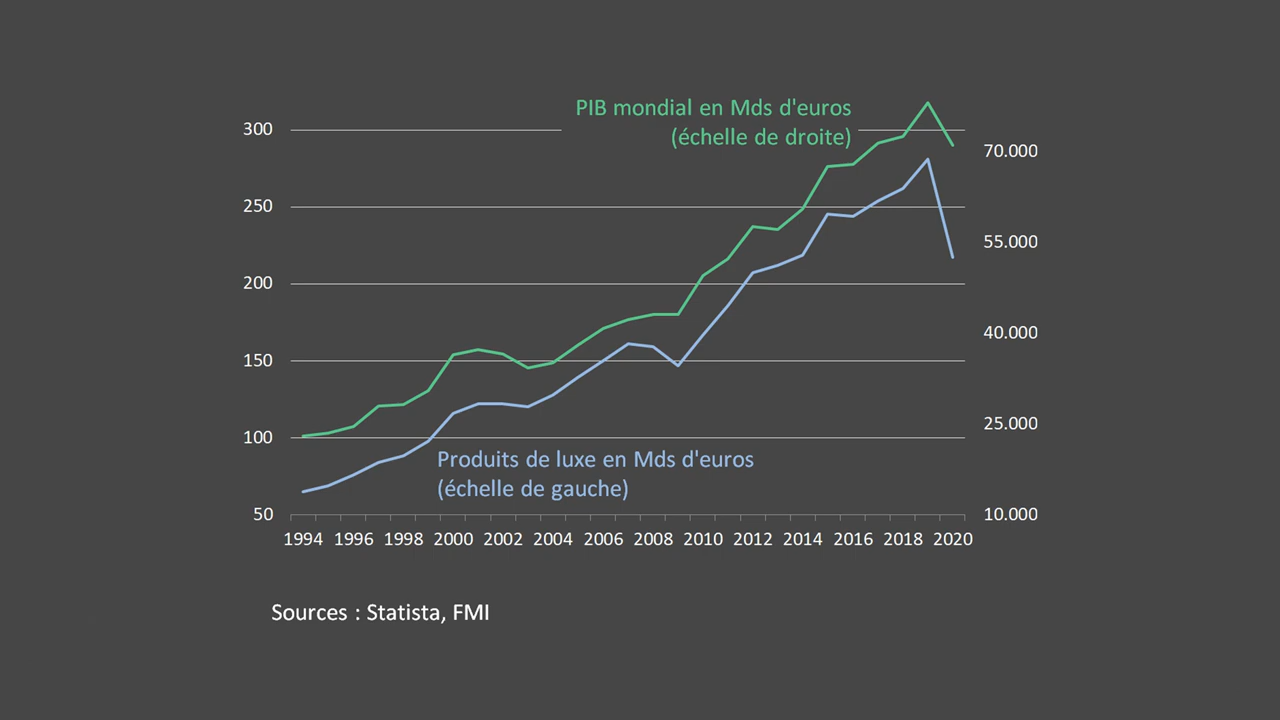 PIB mondial en Mds d'euros
(échelle de droite)
300
250
200
150
100
50
70.000
55.000
40.000
25.000
10.000
Produits de luxe en Mds d'euros
(échelle de gauche)
1994 1996 1998 2000 2002 2004 2006 2008 2010 2012 2014 2016 2018 2020
Sources : Statista, FMI